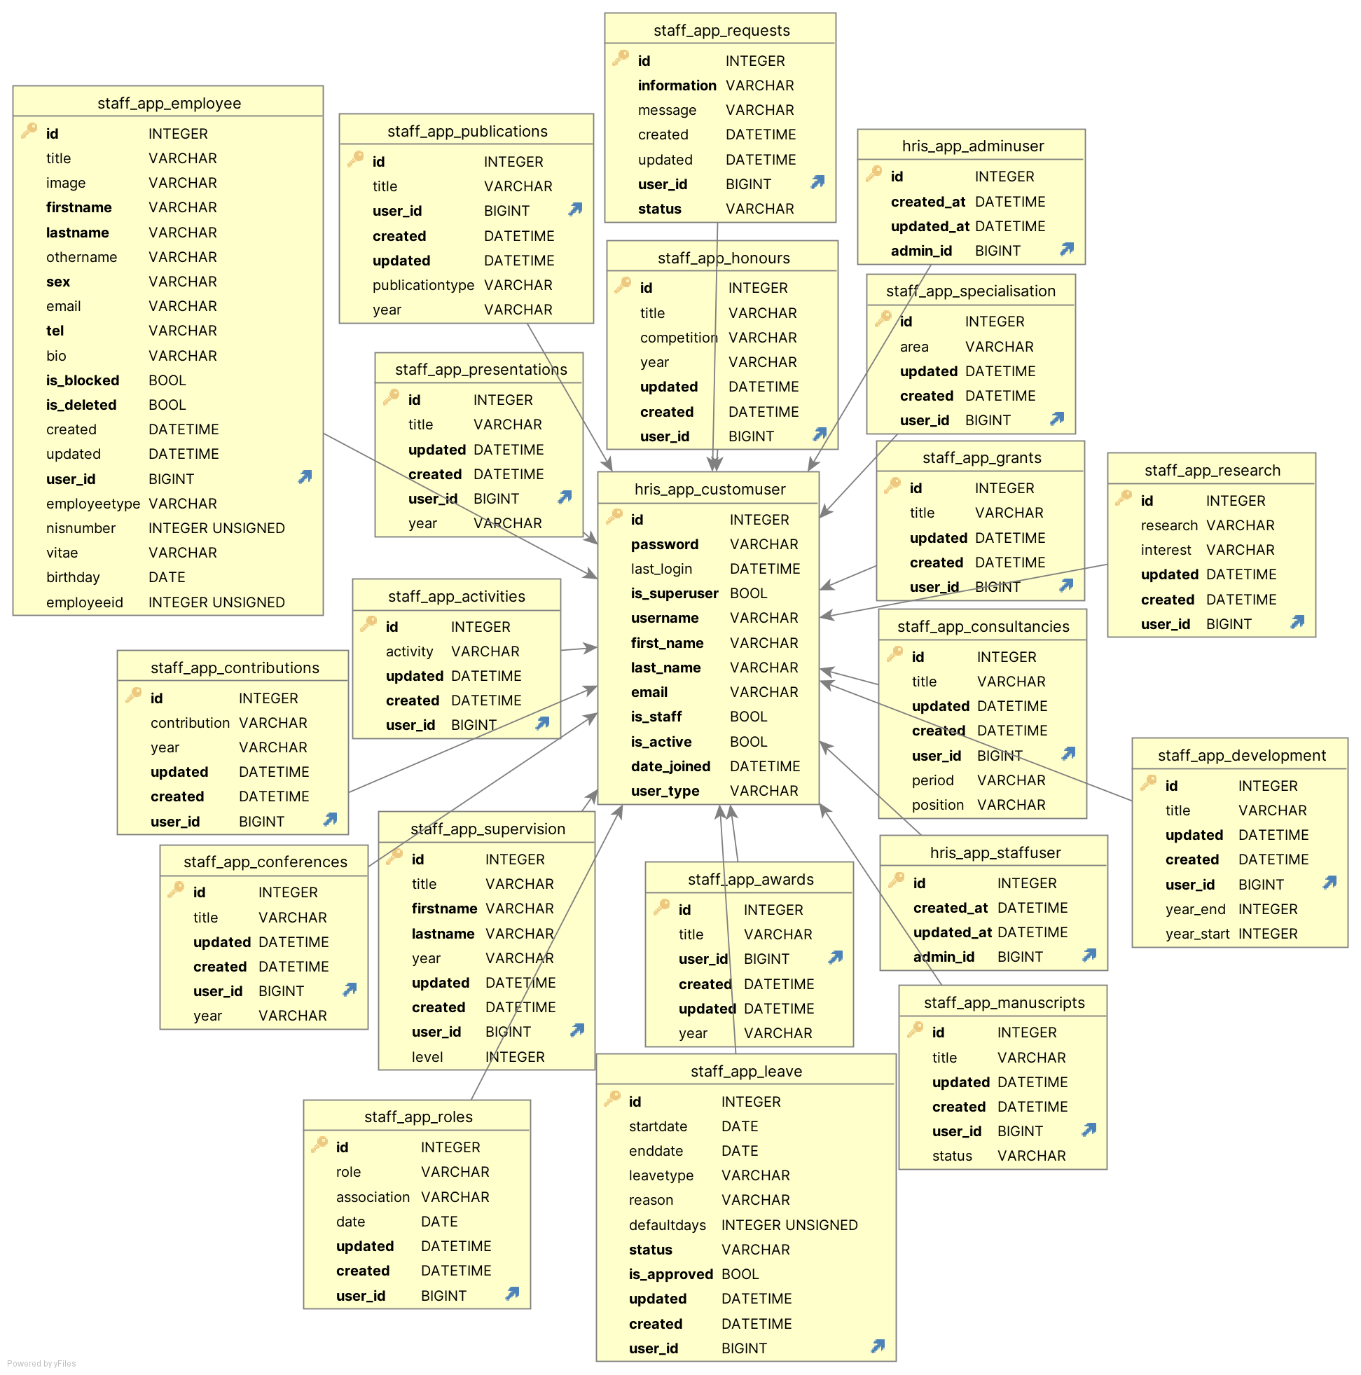 staff_app_requests
id INTEGER
information VARCHAR
message VARCHAR
created DATETIME
updated DATETIME
user_id BIGINT
status VARCHAR
staff_app_employee
id INTEGER
title VARCHAR
image VARCHAR
firstname VARCHAR
lastname VARCHAR
othername VARCHAR
sex VARCHAR
email VARCHAR
tel VARCHAR
bio VARCHAR
is_blocked BOOL
is_deleted BOOL
created DATETIME
updated DATETIME
user_id BIGINT
employeetype VARCHAR
nisnumber INTEGER UNSIGNED
vitae VARCHAR
birthday DATE
employeeid INTEGER UNSIGNED
staff_app_publications
id INTEGER
title VARCHAR
user_id BIGINT
created DATETIME
updated DATETIME
publicationtype VARCHAR
year VARCHAR
hris_app_adminuser
id INTEGER
created_at DATETIME
updated_at DATETIME
admin_id BIGINT
staff_app_honours
id INTEGER
title VARCHAR
competition VARCHAR
year VARCHAR
updated DATETIME
created DATETIME
user_id BIGINT
staff_app_specialisation
id INTEGER
area VARCHAR
updated DATETIME
created DATETIME
user_id BIGINT
staff_app_presentations
id INTEGER
title VARCHAR
updated DATETIME
created DATETIME
user_id BIGINT
year VARCHAR
staff_app_grants
id INTEGER
title VARCHAR
updated DATETIME
created DATETIME
user_id BIGINT
staff_app_research
id INTEGER
research VARCHAR
interest VARCHAR
updated DATETIME
created DATETIME
user_id BIGINT
hris_app_customuser
id INTEGER
password VARCHAR
last_login DATETIME
is_superuser BOOL
username VARCHAR
first_name VARCHAR
last_name VARCHAR
email VARCHAR
is_staff BOOL
is_active BOOL
date_joined DATETIME
user_type VARCHAR
staff_app_activities
id INTEGER
activity VARCHAR
updated DATETIME
created DATETIME
user_id BIGINT
staff_app_consultancies
id INTEGER
title VARCHAR
updated DATETIME
created DATETIME
user_id BIGINT
period VARCHAR
position VARCHAR
staff_app_contributions
id INTEGER
contribution VARCHAR
year VARCHAR
updated DATETIME
created DATETIME
user_id BIGINT
staff_app_development
id INTEGER
title VARCHAR
updated DATETIME
created DATETIME
user_id BIGINT
year_end INTEGER
year_start INTEGER
staff_app_supervision
id INTEGER
title VARCHAR
firstname VARCHAR
lastname VARCHAR
year VARCHAR
updated DATETIME
created DATETIME
user_id BIGINT
level INTEGER
hris_app_staffuser
id INTEGER
created_at DATETIME
updated_at DATETIME
admin_id BIGINT
staff_app_conferences
id INTEGER
title VARCHAR
updated DATETIME
created DATETIME
user_id BIGINT
year VARCHAR
staff_app_awards
id INTEGER
title VARCHAR
user_id BIGINT
created DATETIME
updated DATETIME
year VARCHAR
staff_app_manuscripts
id INTEGER
title VARCHAR
updated DATETIME
created DATETIME
user_id BIGINT
status VARCHAR
staff_app_leave
id INTEGER
startdate DATE
enddate DATE
leavetype VARCHAR
reason VARCHAR
defaultdays INTEGER UNSIGNED
status VARCHAR
is_approved BOOL
updated DATETIME
created DATETIME
user_id BIGINT
staff_app_roles
id INTEGER
role VARCHAR
association VARCHAR
date DATE
updated DATETIME
created DATETIME
user_id BIGINT
Powered by yFiles